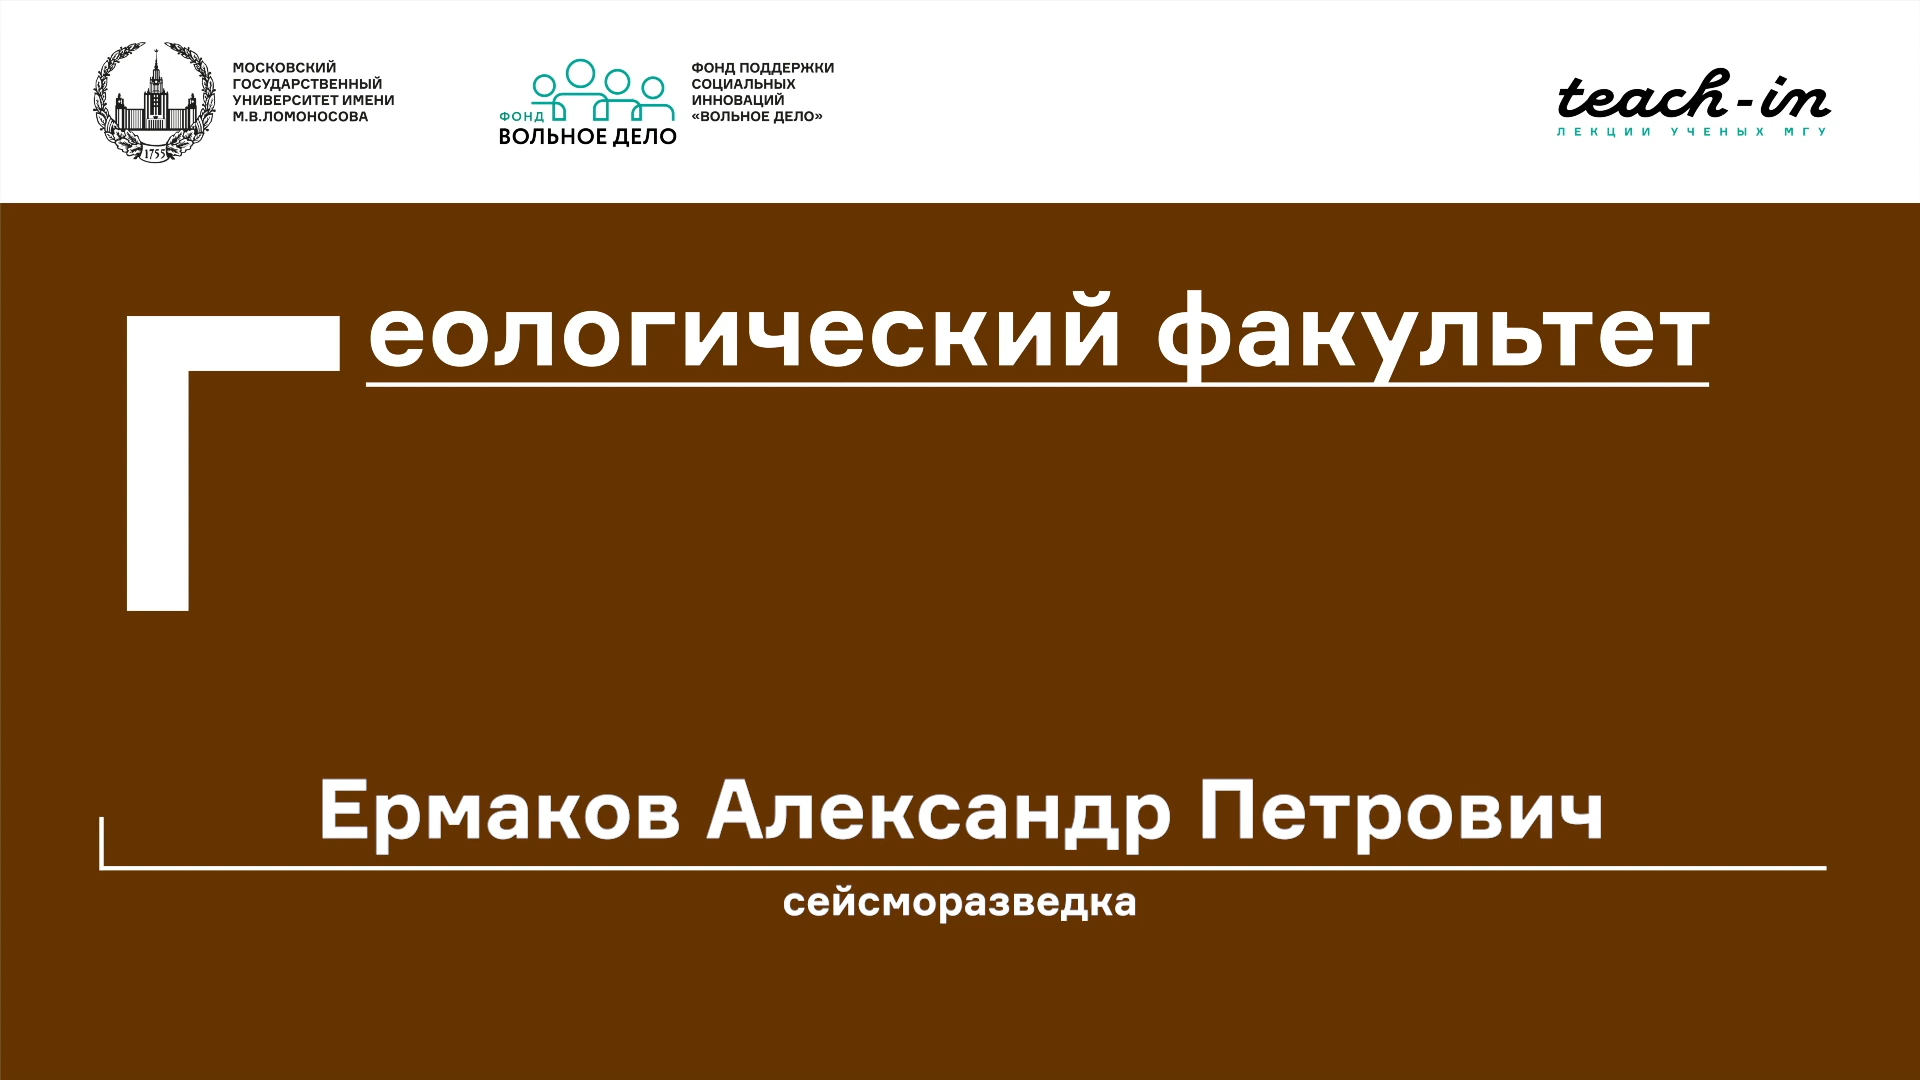 МОСКОВСКИЙ
ГОСУДАРСТВЕННЫЙ
УНИВЕРСИТЕТ ИМЕНИ
М.В.ЛОМОНОСОВА
1755
ФОНД
ВОЛЬНОЕ ДЕЛО
ФОНД ПОДДЕРЖКИ
СОЦИАЛЬНЫХ
ИННОВАЦИЙ
«ВОЛЬНОЕ ДЕЛО»
teach-in
ЛЕКЦИИ УЧЕНЫХ МГУ
Геологический факультет
Ермаков Александр Петрович
сейсморазведка